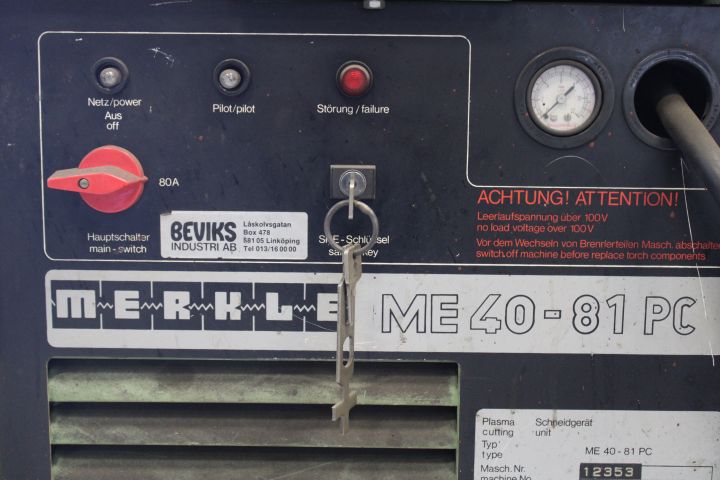 Netz/power
Aus
off
Pilot/pilot
Störung/failure
80A
Hauptschalter
main-switch
BEVIKS
INDUSTRI AB
Låskolvsgatan
Box 478
581 05 Linköping
Tel 013/16 00 00
ACHTUNG! ATTENTION!
Leerlaufspannung über 100V
no load voltage over 100V
Vor dem Wechseln von Brennerteilen Masch. abschalte
switch off machine before replace torch components
MERKLE ME 40-81 PC
Plasma Schneidgerät
cutting unit
Typ
type ME 40-81 PC
Masch. Nr.
machine No 12353